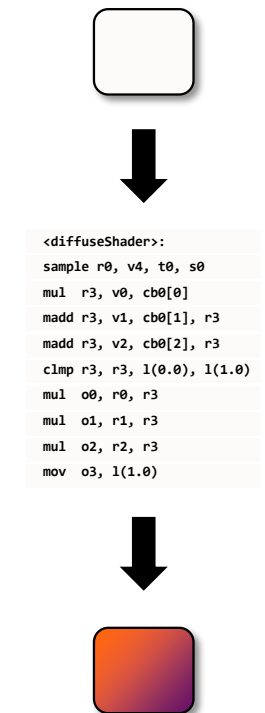 <diffuseShader>:
sample r0, v4, t0, s0
mul  r3, v0, cb0[0]
madd r3, v1, cb0[1], r3
madd r3, v2, cb0[2], r3
clmp r3, r3, l(0.0), l(1.0)
mul  o0, r0, r3
mul  o1, r1, r3
mul  o2, r2, r3
mov  o3, l(1.0)